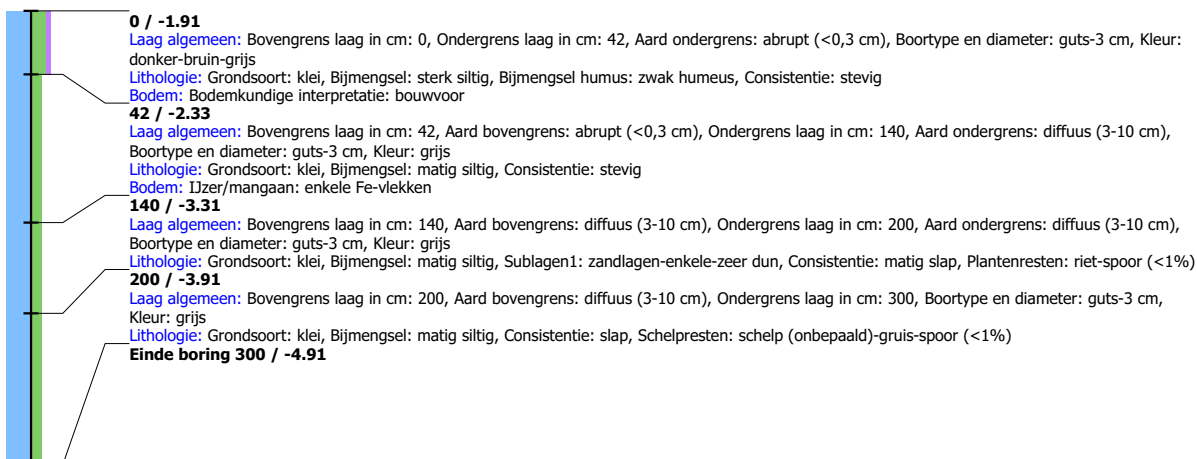 0 / -1.91
Laag algemeen: Bovengrens laag in cm: 0, Ondergrens laag in cm: 42, Aard ondergrens: abrupt (<0,3 cm), Boortype en diameter: guts-3 cm, Kleur:
donker-bruin-grijs
Lithologie: Grondsoort: klei, Bijmengsel: sterk siltig, Bijmengsel humus: zwak humeus, Consistentie: stevig
Bodem: Bodemkundige interpretatie: bouwvoor
42 / -2.33
Laag algemeen: Bovengrens laag in cm: 42, Aard bovengrens: abrupt (<0,3 cm), Ondergrens laag in cm: 140, Aard ondergrens: diffuus (3-10 cm),
Boortype en diameter: guts-3 cm, Kleur: grijs
Lithologie: Grondsoort: klei, Bijmengsel: matig siltig, Consistentie: stevig
Bodem: IJzer/mangaan: enkele Fe-vlekken
140 / -3.31
Laag algemeen: Bovengrens laag in cm: 140, Aard bovengrens: diffuus (3-10 cm), Ondergrens laag in cm: 200, Aard ondergrens: diffuus (3-10 cm),
Boortype en diameter: guts-3 cm, Kleur: grijs
Lithologie: Grondsoort: klei, Bijmengsel: matig siltig, Sublagen1: zandlagen-enkele-zeer dun, Consistentie: matig slap, Plantenresten: riet-spoor (<1%)
200 / -3.91
Laag algemeen: Bovengrens laag in cm: 200, Aard bovengrens: diffuus (3-10 cm), Ondergrens laag in cm: 300, Boortype en diameter: guts-3 cm,
Kleur: grijs
Lithologie: Grondsoort: klei, Bijmengsel: matig siltig, Consistentie: slap, Schelpresten: schelp (onbepaald)-gruis-spoor (<1%)
Einde boring 300 / -4.91